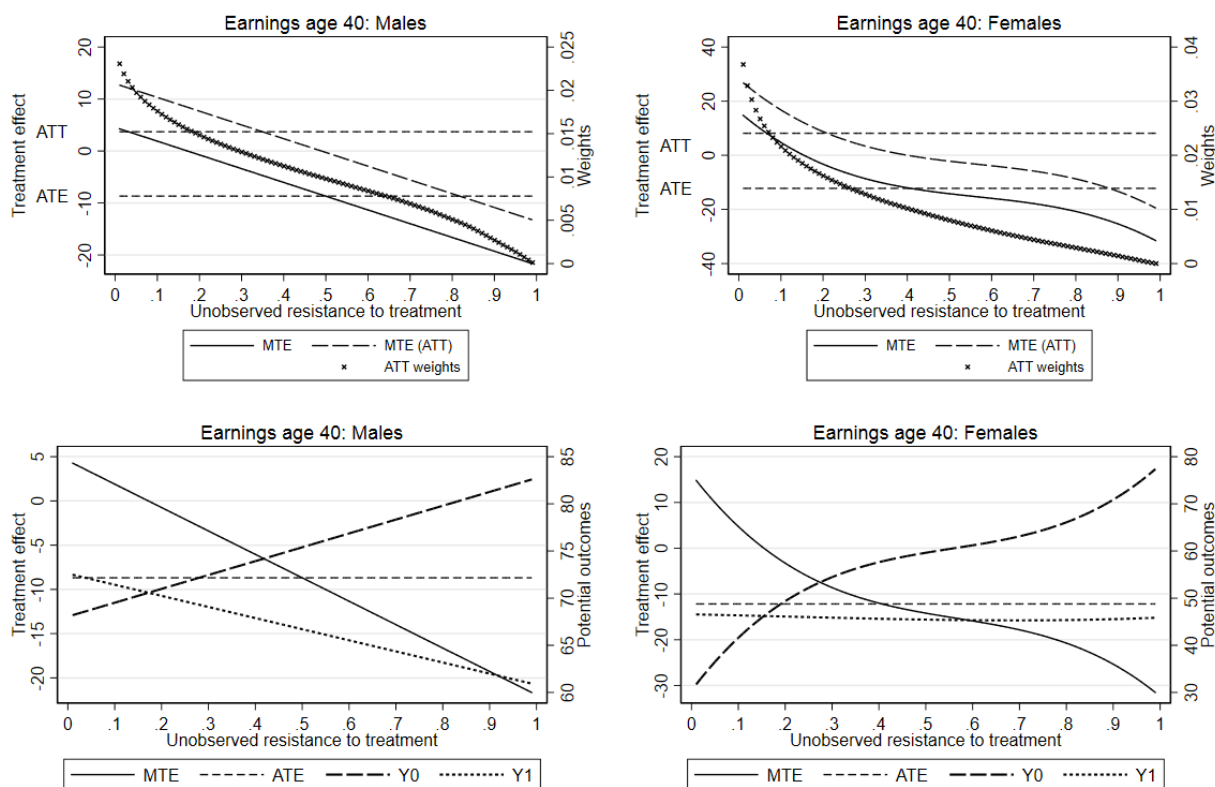 Earnings age 40: Males
Treatment effect
20
10
0
-10
-20
ATT
ATE
0
.005
.01
.015
.02
.025
Weights
0 .1 .2 .3 .4 .5 .6 .7 .8 .9 1
Unobserved resistance to treatment
MTE MTE (ATT)
ATT weights
Earnings age 40: Females
Treatment effect
40
20
0
-20
-40
ATT
ATE
0
.01
.02
.03
.04
Weights
0 .1 .2 .3 .4 .5 .6 .7 .8 .9 1
Unobserved resistance to treatment
MTE MTE (ATT)
ATT weights
Earnings age 40: Males
Treatment effect
5
0
-5
-10
-15
-20
60
65
70
75
80
85
Potential outcomes
0 .1 .2 .3 .4 .5 .6 .7 .8 .9 1
Unobserved resistance to treatment
MTE ATE Y0 Y1
Earnings age 40: Females
Treatment effect
20
10
0
-10
-20
-30
30
40
50
60
70
80
Potential outcomes
0 .1 .2 .3 .4 .5 .6 .7 .8 .9 1
Unobserved resistance to treatment
MTE ATE Y0 Y1